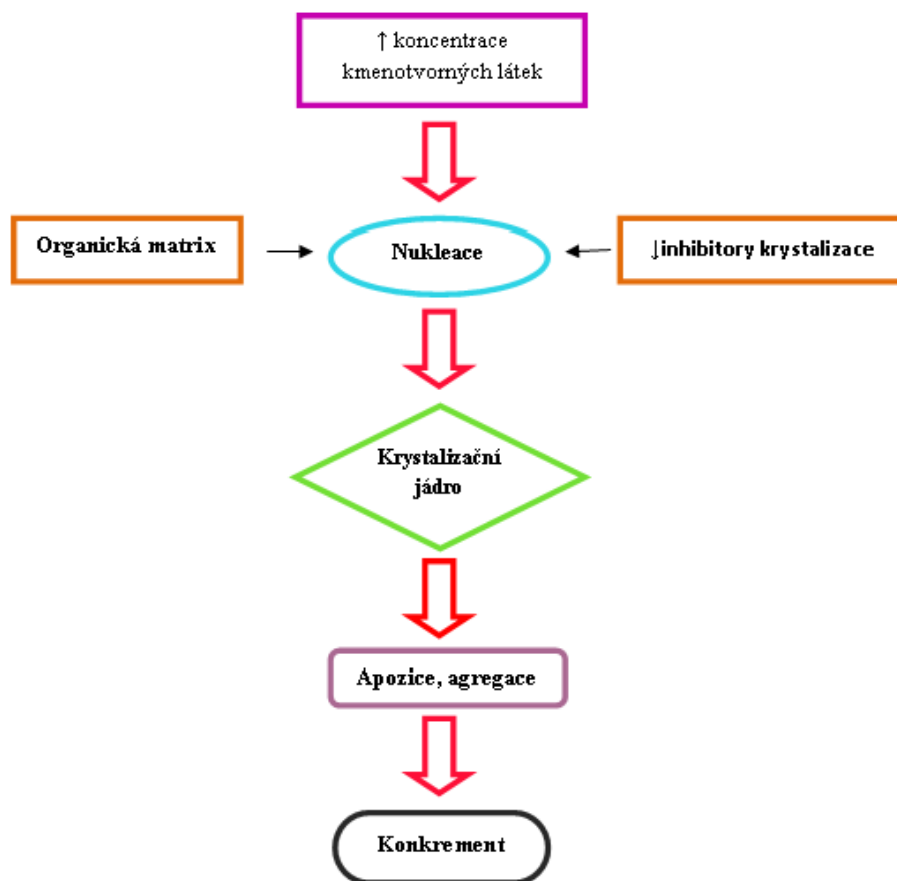 ↑ koncentrace
kmenotvorných látek
Organická matrix
Nukleace
↓inhibitory krystalizace
Krystalizační
jádro
Apozice, agregace
Konkrement